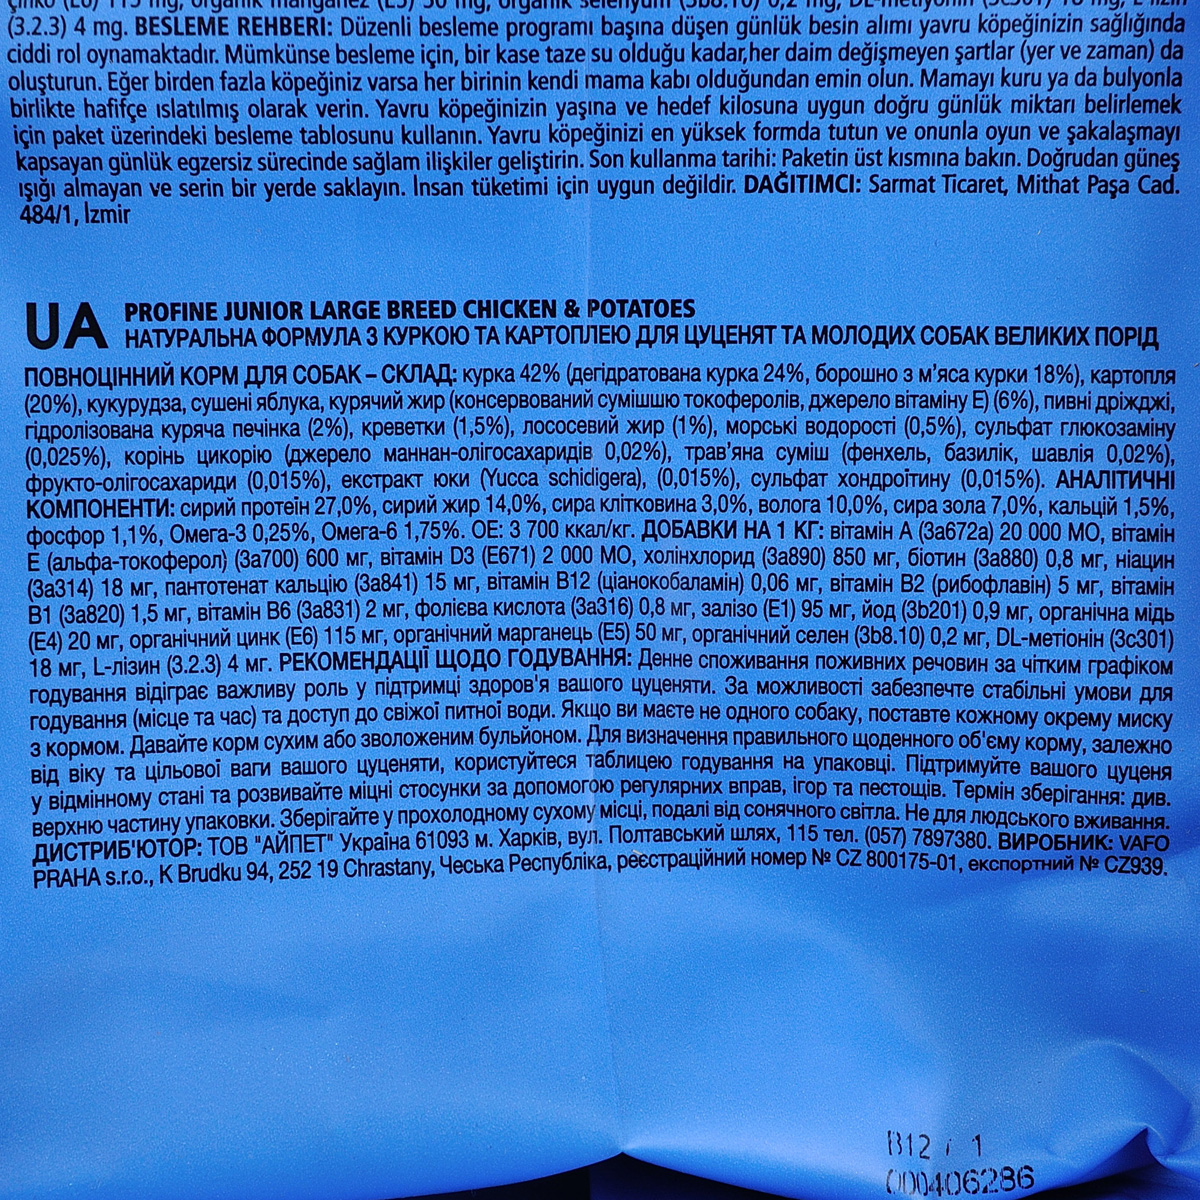 çinko (E6) 115 mg, organik manganez (E5) 50 mg, organik selenyum (3b8.10) 0,2 mg, DL-metiyonin (3c301) 18 mg, L-lizin
(3.2.3) 4 mg. BESLEME REHBERI: Düzenli besleme programı başına düşen günlük besin alımı yavru köpeğinizin sağlığında
ciddi rol oynamaktadır. Mümkünse besleme için, bir kase taze su olduğu kadar,her daim değişmeyen şartlar (yer ve zaman) da
oluşturun. Eğer birden fazla köpeğiniz varsa her birinin kendi mama kabı olduğundan emin olun. Mamayı kuru ya da bulyonla
birlikte hafifçe ıslatılmış olarak verin. Yavru köpeğinizin yaşına ve hedef kilosuna uygun doğru günlük miktarı belirlemek
için paket üzerindeki besleme tablosunu kullanın. Yavru köpeğinizi en yüksek formda tutun ve onunla oyun ve şakalaşmayı
kapsayan günlük egzersiz sürecinde sağlam ilişkiler geliştirin. Son kullanma tarihi: Paketin üst kısmına bakın. Doğrudan güneş
ışığı almayan ve serin bir yerde saklayın. İnsan tüketimi için uygun değildir. DAĞITIMCI: Sarmat Ticaret, Mithat Paşa Cad.
484/1, İzmir
UA PROFINE JUNIOR LARGE BREED CHICKEN & POTATOES
НАТУРАЛЬНА ФОРМУЛА З КУРКОЮ ТА КАРТОПЛЕЮ ДЛЯ ЦУЦЕНЯТ ТА МОЛОДИХ СОБАК ВЕЛИКИХ ПОРІД
ПОВНОЦІННИЙ КОРМ ДЛЯ СОБАК – СКЛАД: курка 42% (дегідратована курка 24%, борошно з м’яса курки 18%), картопля
(20%), кукурудза, сушені яблука, курячий жир (консервований сумішшю токоферолів, джерело вітаміну Е) (6%), пивні дріжджі,
гідролізована куряча печінка (2%), креветки (1,5%), лососевий жир (1%), морські водорості (0,5%), сульфат глюкозаміну
(0,025%), корінь цикорію (джерело маннан-олігосахаридів 0,02%), трав’яна суміш (фенхель, базилік, шавлія 0,02%),
фрукто-олігосахариди (0,015%), екстракт юки (Yucca schidigera), (0,015%), сульфат хондроїтину (0,015%). АНАЛІТИЧНІ
КОМПОНЕНТИ: сирий протеїн 27,0%, сирий жир 14,0%, сира клітковина 3,0%, волога 10,0%, сира зола 7,0%, кальцій 1,5%,
фосфор 1,1%, Омега-3 0,25%, Омега-6 1,75%. ОЕ: 3 700 ккал/кг. ДОБАВКИ НА 1 КГ: вітамін А (3а672а) 20 000 МО, вітамін
Е (альфа-токоферол) (3а700) 600 мг, вітамін D3 (E671) 2 000 МО, холінхлорид (3а890) 850 мг, біотин (3а880) 0,8 мг, ніацин
(3а314) 18 мг, пантотенат кальцію (3а841) 15 мг, вітамін В12 (ціанокобаламін) 0,06 мг, вітамін В2 (рибофлавін) 5 мг, вітамін
В1 (3а820) 1,5 мг, вітамін В6 (3а831) 2 мг, фолієва кислота (3а316) 0,8 мг, залізо (Е1) 95 мг, йод (3b201) 0,9 мг, органічна мідь
(Е4) 20 мг, органічний цинк (Е6) 115 мг, органічний марганець (Е5) 50 мг, органічний селен (3b8.10) 0,2 мг, DL-метіонін (3с301)
18 мг, L-лізин (3.2.3) 4 мг. РЕКОМЕНДАЦІЇ ЩОДО ГОДУВАННЯ: Денне споживання поживних речовин за чітким графіком
годування відіграє важливу роль у підтримці здоров'я вашого цуценяти. За можливості забезпечте стабільні умови для
годування (місце та час) та доступ до свіжої питної води. Якщо ви маєте не одного собаку, поставте кожному окрему миску
з кормом. Давайте корм сухим або зволоженим бульйоном. Для визначення правильного щоденного об'єму корму, залежно
від віку та цільової ваги вашого цуценяти, користуйтеся таблицею годування на упаковці. Підтримуйте вашого цуценя
у відмінному стані та розвивайте міцні стосунки за допомогою регулярних вправ, ігор та пестощів. Термін зберігання: див.
верхню частину упаковки. Зберігайте у прохолодному сухому місці, подалі від сонячного світла. Не для людського вживання.
ДИСТРИБ'ЮТОР: ТОВ "АЙПЕТ" Україна 61093 м. Харків, вул. Полтавський шлях, 115 тел. (057) 7897380. ВИРОБНИК: VAFO
PRAHA s.r.o., K Brudku 94, 252 19 Chrastany, Чеська Республіка, реєстраційний номер № CZ 800175-01, експортний № CZ939.
B12 / 1
000406286